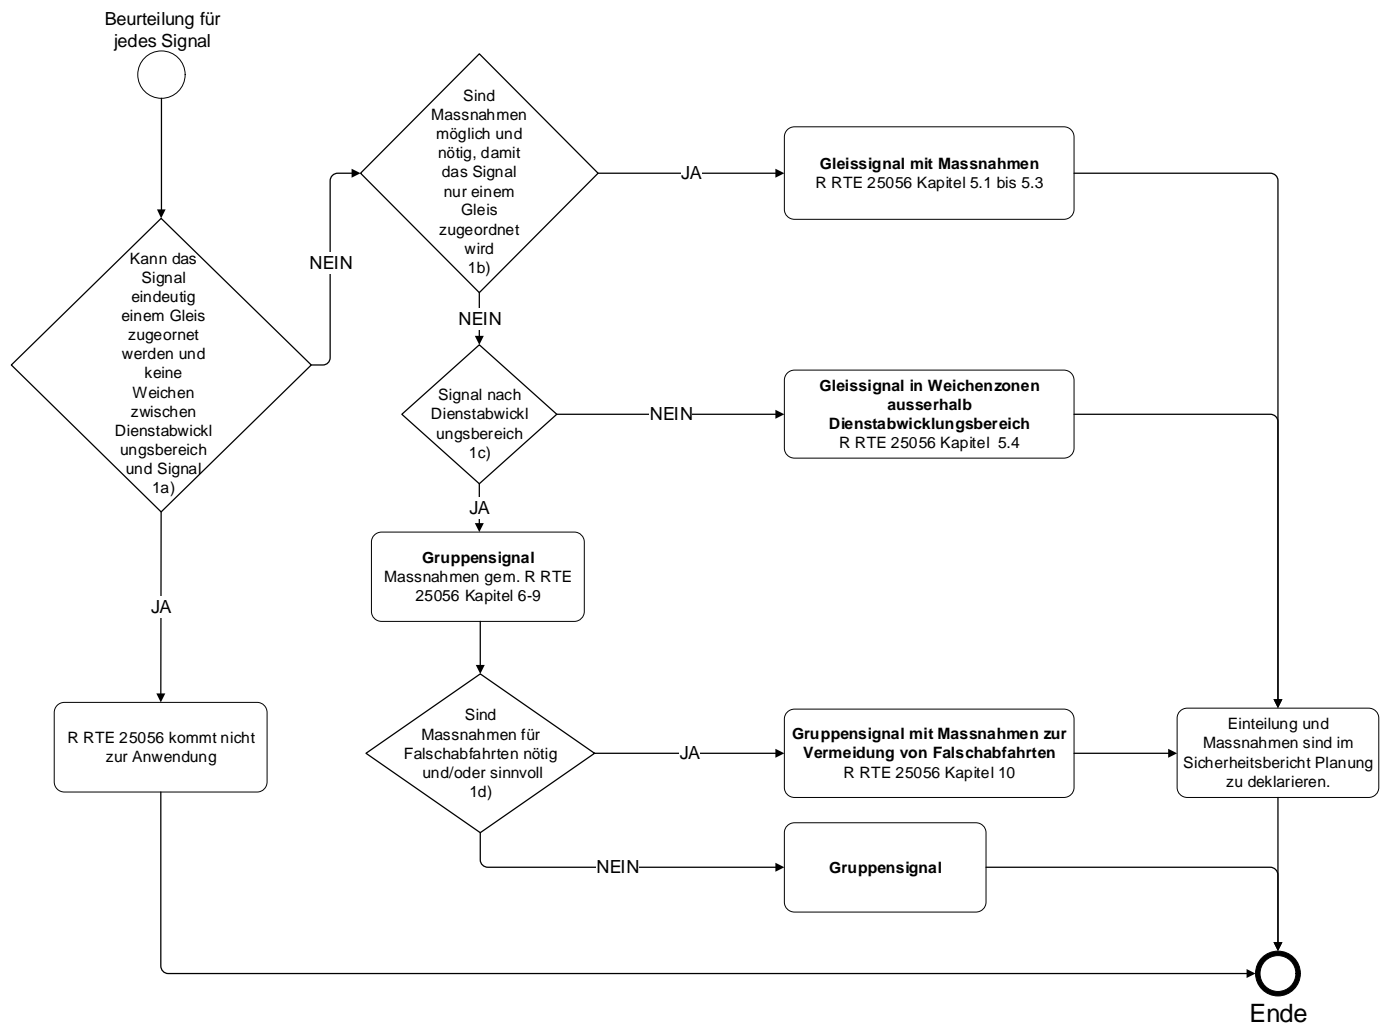 Beurteilung für
jedes Signal
Kann das
Signal
eindeutig
einem Gleis
zugeornet
werden und
keine
Weichen
zwischen
Dienstabwickl
ungsbereich
und Signal
1a)
JA
R RTE 25056 kommt nicht
zur Anwendung
NEIN
Sind
Massnahmen
möglich und
nötig, damit
das Signal
nur einem
Gleis
zugeordnet
wird
1b)
JA
Gleissignal mit Massnahmen
R RTE 25056 Kapitel 5.1 bis 5.3
NEIN
Signal nach
Dienstabwickl
ungsbereich
1c)
NEIN
Gleissignal in Weichenzonen
ausserhalb
Dienstabwicklungsbereich
R RTE 25056 Kapitel 5.4
JA
Gruppensignal
Massnahmen gem. R RTE
25056 Kapitel 6-9
Sind
Massnahmen für
Falschabfahrten nötig
und/oder sinnvoll
1d)
JA
Gruppensignal mit Massnahmen zur
Vermeidung von Falschabfahrten
R RTE 25056 Kapitel 10
Einteilung und
Massnahmen sind im
Sicherheitsbericht Planung
zu deklarieren.
NEIN
Gruppensignal
Ende